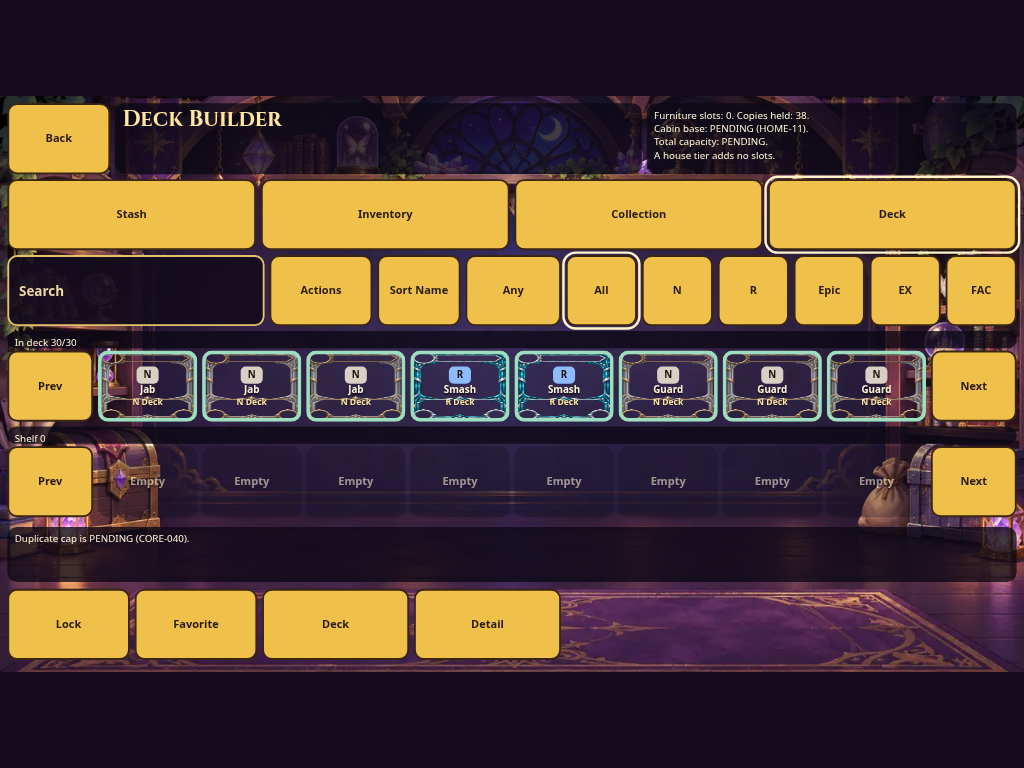 Back
Deck Builder
Furniture slots: 0. Copies held: 38.
Cabin base: PENDING (HOME-11).
Total capacity: PENDING.
A house tier adds no slots.
Stash
Inventory
Collection
Deck
Search
Actions
Sort Name
Any
All
N
R
Epic
EX
FAC
In deck 30/30
Prev
N
Jab
N Deck
N
Jab
N Deck
N
Jab
N Deck
R
Smash
R Deck
R
Smash
R Deck
N
Guard
N Deck
N
Guard
N Deck
N
Guard
N Deck
Next
Shelf 0
Prev
Empty
Empty
Empty
Empty
Empty
Empty
Empty
Empty
Next
Duplicate cap is PENDING (CORE-040).
Lock
Favorite
Deck
Detail